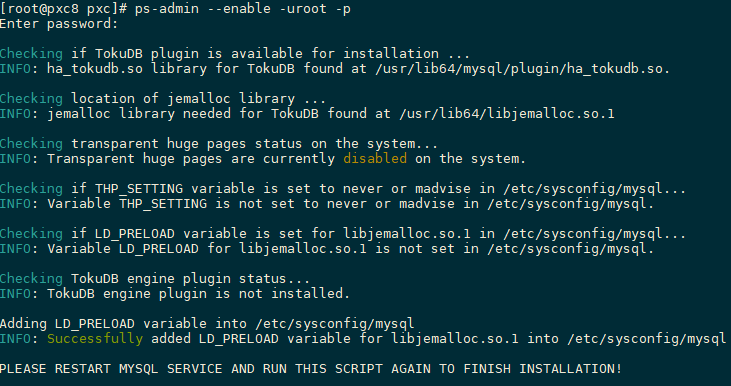 [root@pxc8 pxc]# ps-admin --enable -uroot -p
Enter password:
Checking if TokuDB plugin is available for installation ...
INFO: ha_tokudb.so library for TokuDB found at /usr/lib64/mysql/plugin/ha_tokudb.so.
Checking location of jemalloc library ...
INFO: jemalloc library needed for TokuDB found at /usr/lib64/libjemalloc.so.1
Checking transparent huge pages status on the system...
INFO: Transparent huge pages are currently disabled on the system.
Checking if THP_SETTING variable is set to never or madvise in /etc/sysconfig/mysql...
INFO: Variable THP_SETTING is not set to never or madvise in /etc/sysconfig/mysql.
Checking if LD_PRELOAD variable is set for libjemalloc.so.1 in /etc/sysconfig/mysql...
INFO: Variable LD_PRELOAD for libjemalloc.so.1 is not set in /etc/sysconfig/mysql.
Checking TokuDB engine plugin status...
INFO: TokuDB engine plugin is not installed.
Adding LD_PRELOAD variable into /etc/sysconfig/mysql
INFO: Successfully added LD_PRELOAD variable for libjemalloc.so.1 into /etc/sysconfig/mysql
PLEASE RESTART MYSQL SERVICE AND RUN THIS SCRIPT AGAIN TO FINISH INSTALLATION!